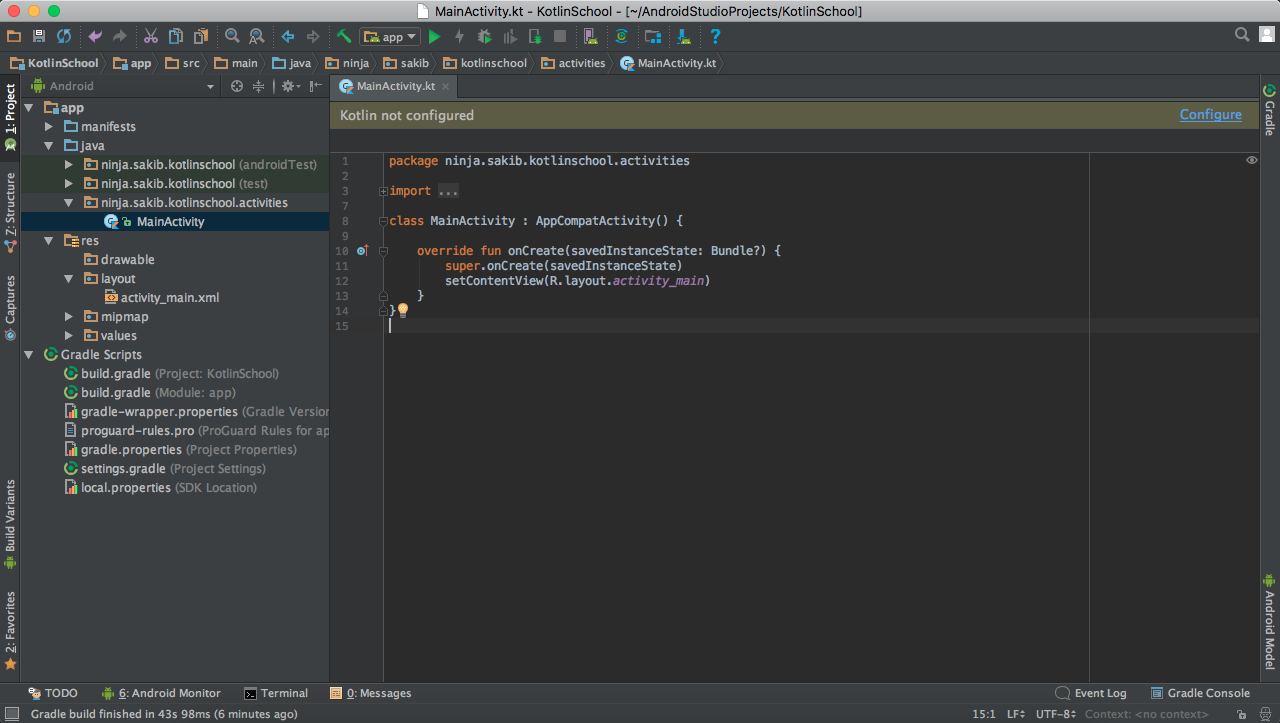 MainActivity.kt - KotlinSchool - [~/AndroidStudioProjects/KotlinSchool]
app
KotlinSchool app src main java ninja sakib kotlinschool activities MainActivity.kt
1: Project
Z: Structure
Captures
Build Variants
2: Favorites
Android
app
manifests
java
ninja.sakib.kotlinschool (androidTest)
ninja.sakib.kotlinschool (test)
ninja.sakib.kotlinschool.activities
MainActivity
res
drawable
layout
activity_main.xml
mipmap
values
Gradle Scripts
build.gradle (Project: KotlinSchool)
build.gradle (Module: app)
gradle-wrapper.properties (Gradle Version
proguard-rules.pro (ProGuard Rules for ap
gradle.properties (Project Properties)
settings.gradle (Project Settings)
local.properties (SDK Location)
MainActivity.kt
Kotlin not configured Configure
1 package ninja.sakib.kotlinschool.activities
2
3 import ...
7
8 class MainActivity : AppCompatActivity() {
9
10 override fun onCreate(savedInstanceState: Bundle?) {
11 super.onCreate(savedInstanceState)
12 setContentView(R.layout.activity_main)
13 }
14 }
15
Gradle
Android Model
TODO 6: Android Monitor Terminal 0: Messages Event Log Gradle Console
Gradle build finished in 43s 98ms (6 minutes ago) 15:1 LF UTF-8 Context: <no context>